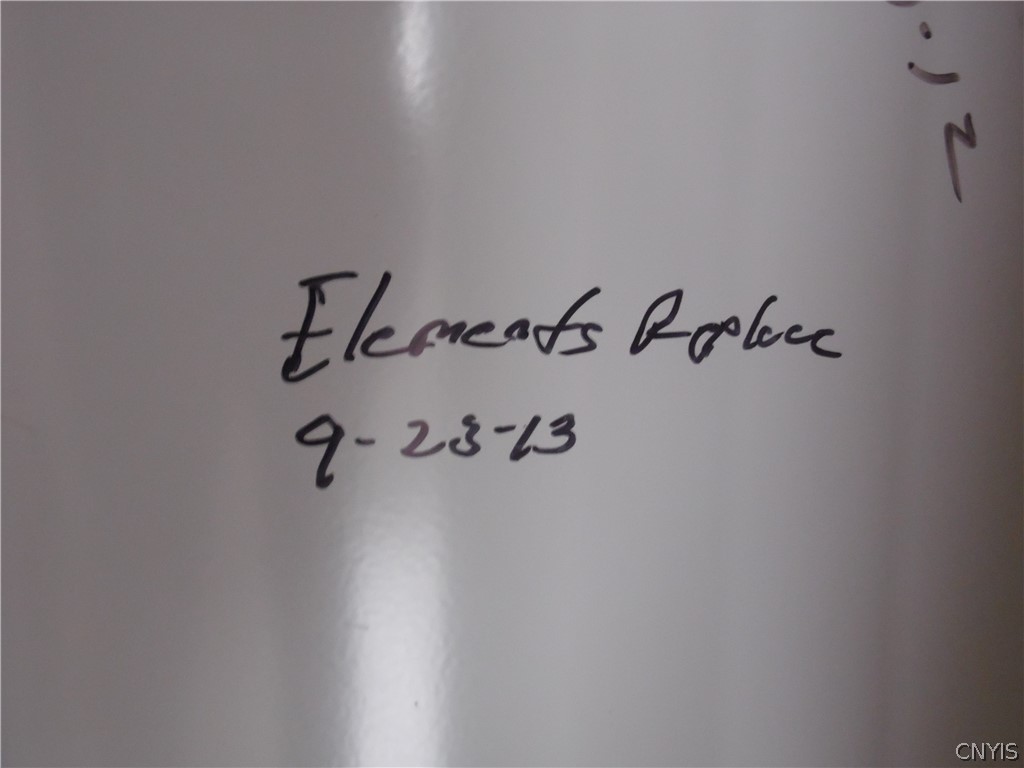 Elements Replace
9-23-13
CNYIS